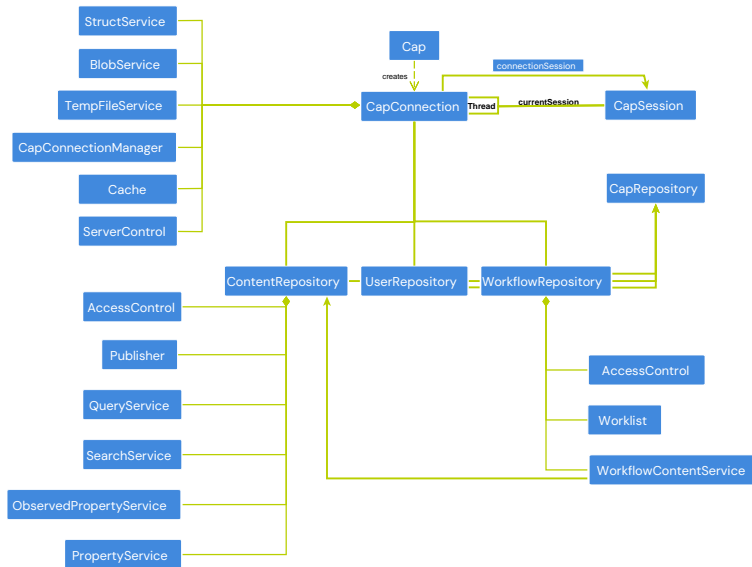 StructService
Cap
BlobService
connectionSession
creates
TempFileService
CapConnection
Thread
currentSession
CapSession
CapConnectionManager
Cache
CapRepository
ServerControl
ContentRepository
UserRepository
WorkflowRepository
AccessControl
Publisher
AccessControl
QueryService
Worklist
SearchService
WorkflowContentService
ObservedPropertyService
PropertyService